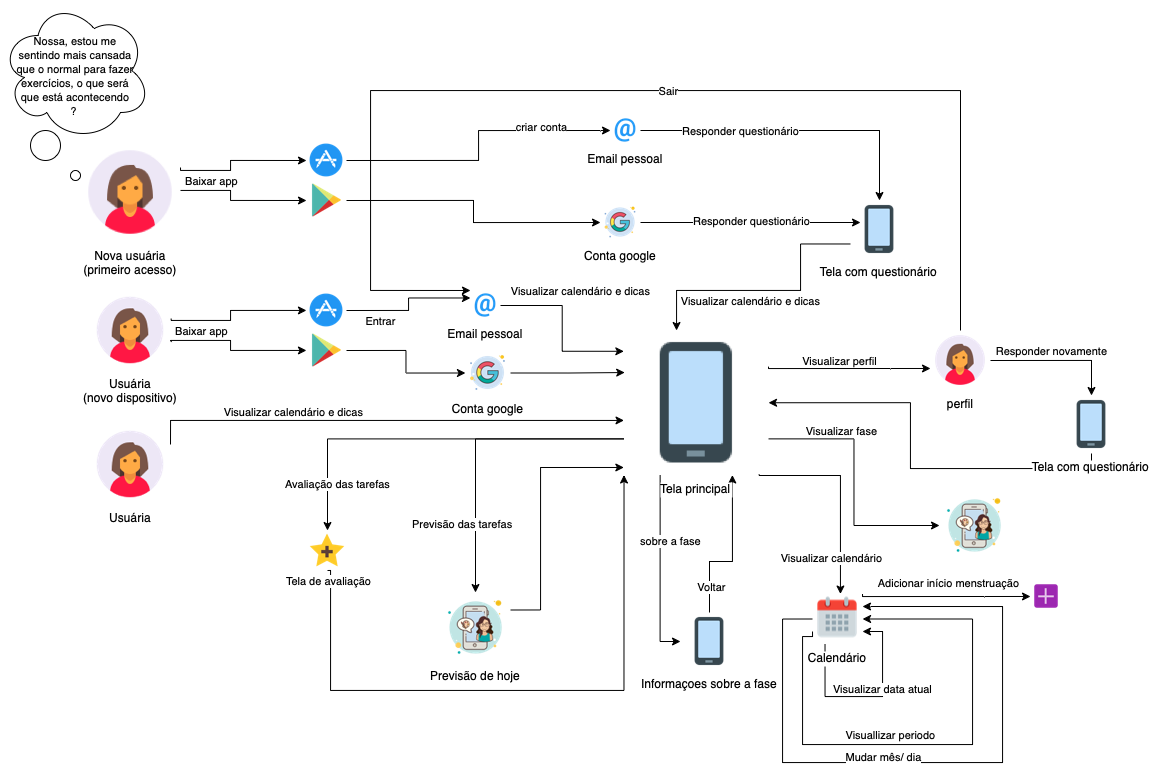 Nossa, estou me
sentindo mais cansada
que o normal para fazer
exercícios, o que será
que está acontecendo
?
Sair
criar conta
@
Responder questionário
Email pessoal
Baixar app
G
Responder questionário
Nova usuária
(primeiro acesso)
Conta google
Tela com questionário
Visualizar calendário e dicas
Visualizar calendário e dicas
@
Entrar
Email pessoal
Baixar app
Usuária
(novo dispositivo)
G
Conta google
Visualizar perfil
Responder novamente
perfil
Visualizar calendário e dicas
Visualizar fase
Tela com questionário
Usuária
Avaliação das tarefas
Tela principal
Previsão das tarefas
sobre a fase
Visualizar calendário
Tela de avaliação
Voltar
Adicionar início menstruação
Previsão de hoje
Informaçoes sobre a fase
Calendário
Visualizar data atual
Visuallizar periodo
Mudar mês/ dia